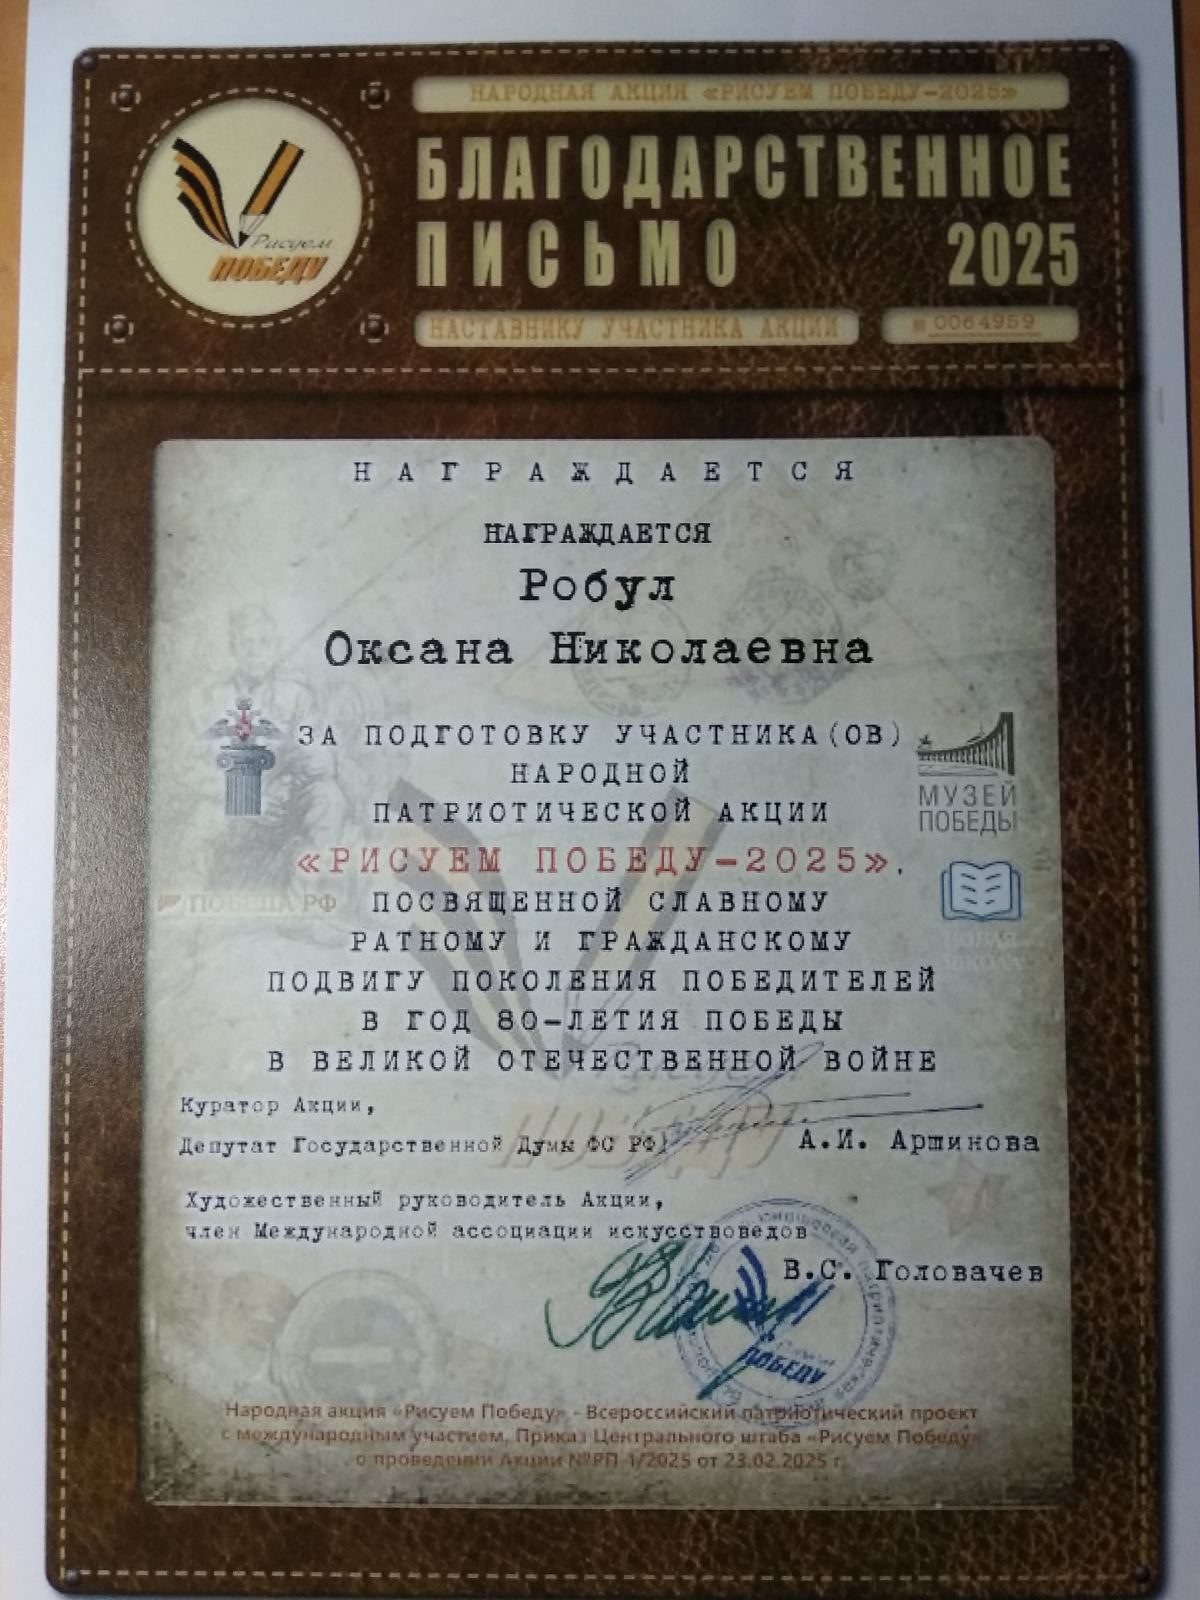 НАРОДНАЯ АКЦИЯ «РИСУЕМ ПОБЕДУ-2025»
БЛАГОДАРСТВЕННОЕ
ПИСЬМО 2025
Рисуем
ПОБЕДУ
НАСТАВНИКУ УЧАСТНИКА АКЦИИ
№ 0064959
НАГРАЖДАЕТСЯ
НАГРАЖДАЕТСЯ
Робул
Оксана Николаевна
ЗА ПОДГОТОВКУ УЧАСТНИКА(ОВ)
НАРОДНОЙ
ПАТРИОТИЧЕСКОЙ АКЦИИ
«РИСУЕМ ПОБЕДУ-2025»,
ПОСВЯЩЕННОЙ СЛАВНОМУ
РАТНОМУ И ГРАЖДАНСКОМУ
ПОДВИГУ ПОКОЛЕНИЯ ПОБЕДИТЕЛЕЙ
В ГОД 80-ЛЕТИЯ ПОБЕДЫ
В ВЕЛИКОЙ ОТЕЧЕСТВЕННОЙ ВОЙНЕ
МУЗЕЙ
ПОБЕДЫ
ПОБЕДА РФ
НОВАЯ
ШКОЛА
Куратор Акции,
Депутат Государственной Думы ФС РФ
А.И. Аршинова
Художественный руководитель Акции,
член Международной ассоциации искусствоведов
В.С. Головачев
ПОБЕДУ
Народная акция «Рисуем Победу» - Всероссийский патриотический проект
с международным участием. Приказ Центрального штаба «Рисуем Победу»
о проведении Акции №РП-1/2025 от 23.02.2025 г.